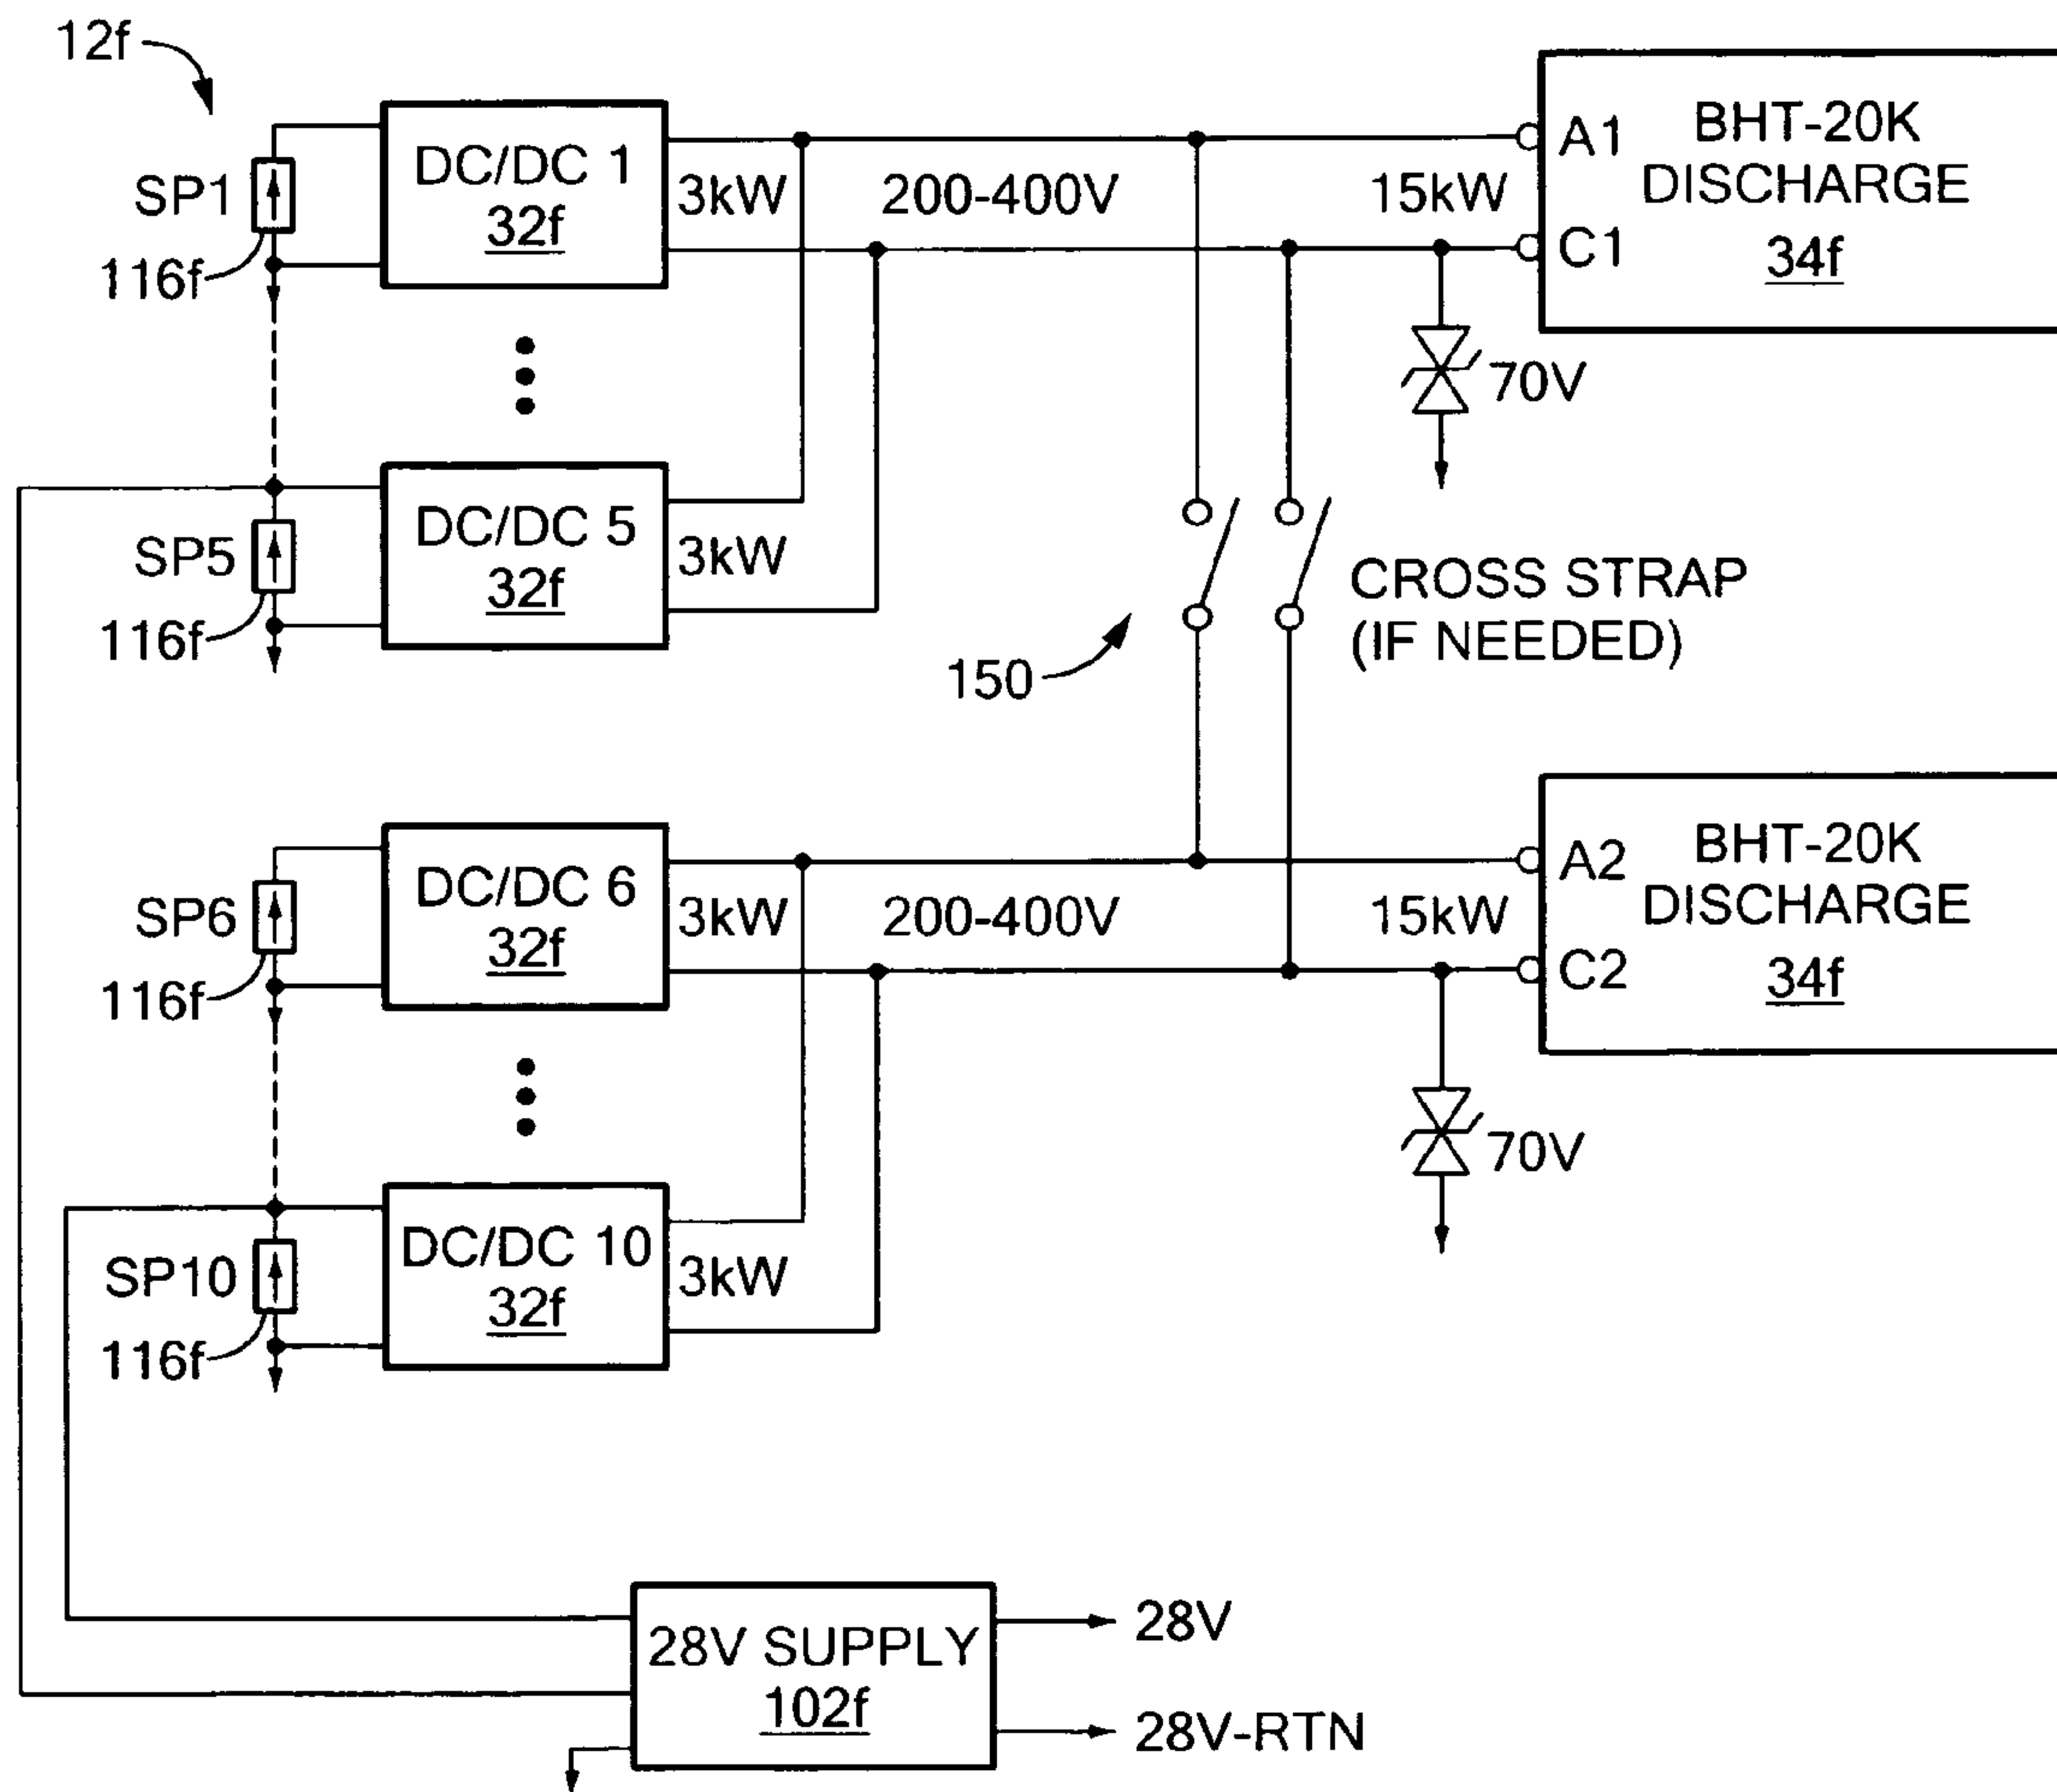 12f
SP1
116f
DC/DC 1
32f
3kW
200-400V
15kW
A1
C1
BHT-20K
DISCHARGE
34f
70V
SP5
116f
DC/DC 5
32f
3kW
150
CROSS STRAP
(IF NEEDED)
SP6
116f
DC/DC 6
32f
3kW
200-400V
15kW
A2
C2
BHT-20K
DISCHARGE
34f
70V
SP10
116f
DC/DC 10
32f
3kW
28V SUPPLY
102f
28V
28V-RTN